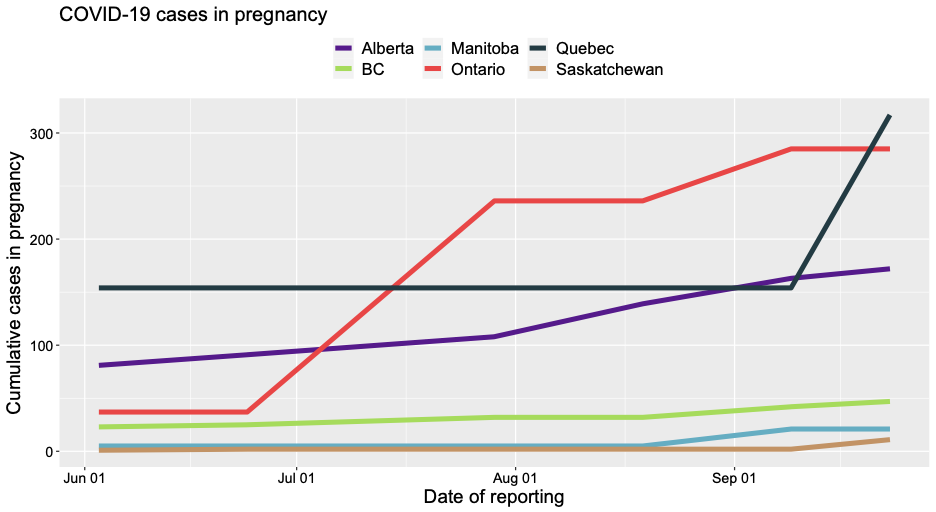 COVID-19 cases in pregnancy
Alberta Manitoba Quebec
BC Ontario Saskatchewan
Cumulative cases in pregnancy
300
200
100
0
Jun 01 Jul 01 Aug 01 Sep 01
Date of reporting